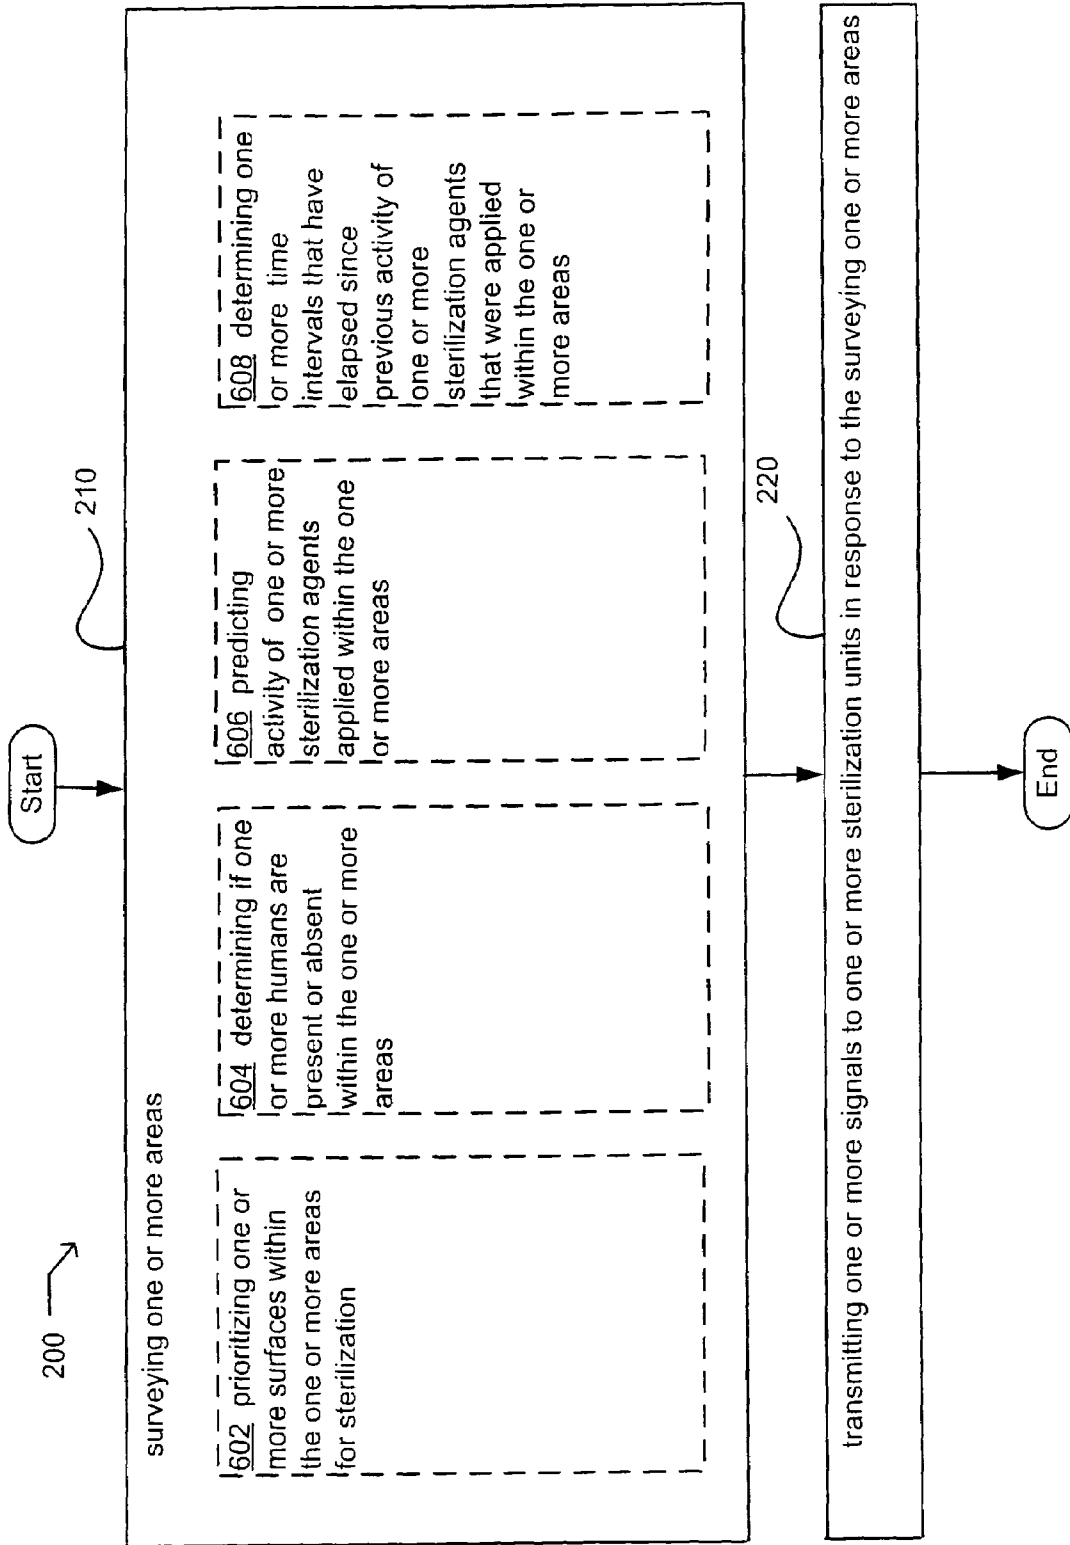 200
Start
210
surveying one or more areas
602 prioritizing one or
more surfaces within
the one or more areas
for sterilization
604 determining if one
or more humans are
present or absent
within the one or more
areas
606 predicting
activity of one or more
sterilization agents
applied within the one
or more areas
608 determining one
or more time
intervals that have
elapsed since
previous activity of
one or more
sterilization agents
that were applied
within the one or
more areas
220
transmitting one or more signals to one or more sterilization units in response to the surveying one or more areas
End